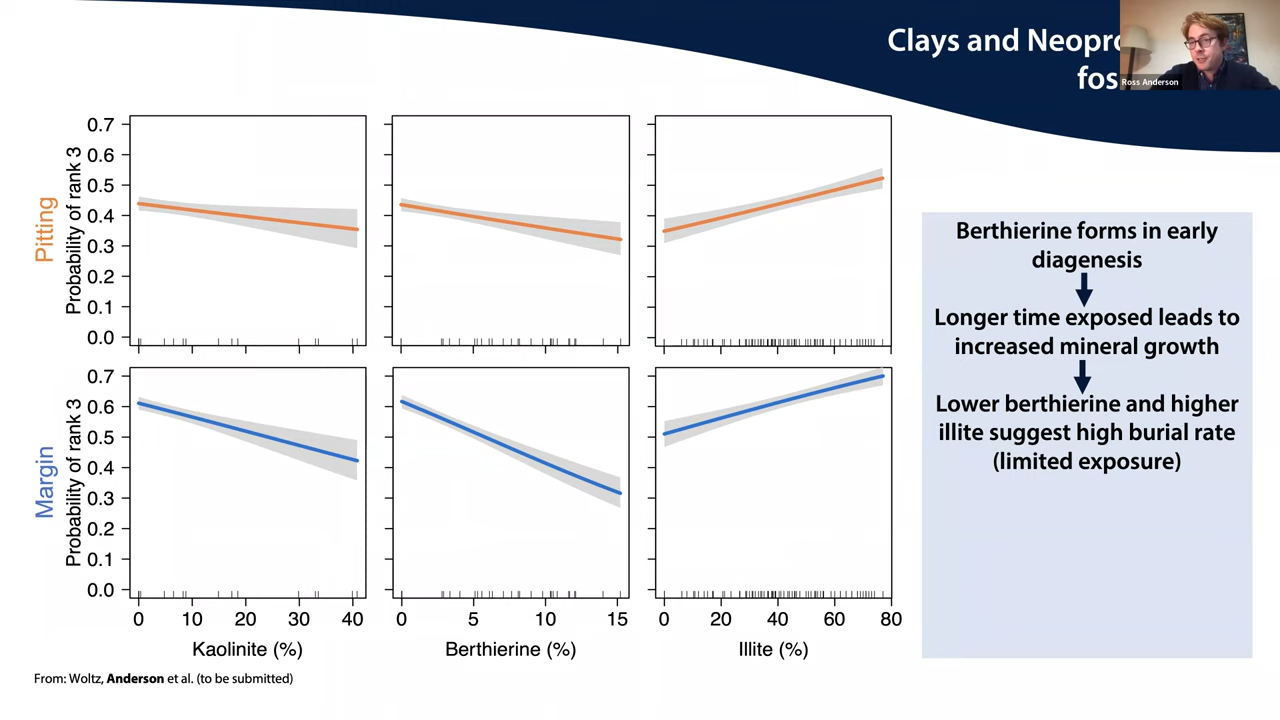 Clays and Neopro
fos
Ross Anderson
Pitting
Probability of rank 3
0.7
0.6
0.5
0.4
0.3
0.2
0.1
0.0
Margin
Probability of rank 3
0.7
0.6
0.5
0.4
0.3
0.2
0.1
0.0
0 10 20 30 40
Kaolinite (%)
0 5 10 15
Berthierine (%)
0 20 40 60 80
Illite (%)
Berthierine forms in early
diagenesis
Longer time exposed leads to
increased mineral growth
Lower berthierine and higher
illite suggest high burial rate
(limited exposure)
From: Woltz, Anderson et al. (to be submitted)